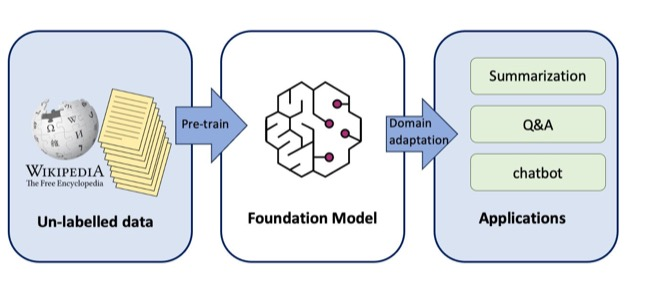 WIKIPEDIA
The Free Encyclopedia
Un-labelled data
Pre-train
Foundation Model
Domain
adaptation
Summarization
Q&A
chatbot
Applications